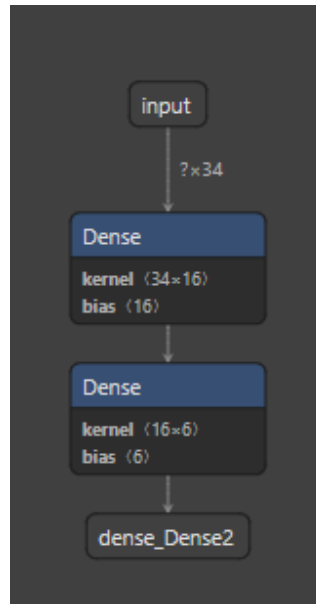 input
?×34
Dense
kernel ⟨34×16⟩
bias ⟨16⟩
Dense
kernel ⟨16×6⟩
bias ⟨6⟩
dense_Dense2